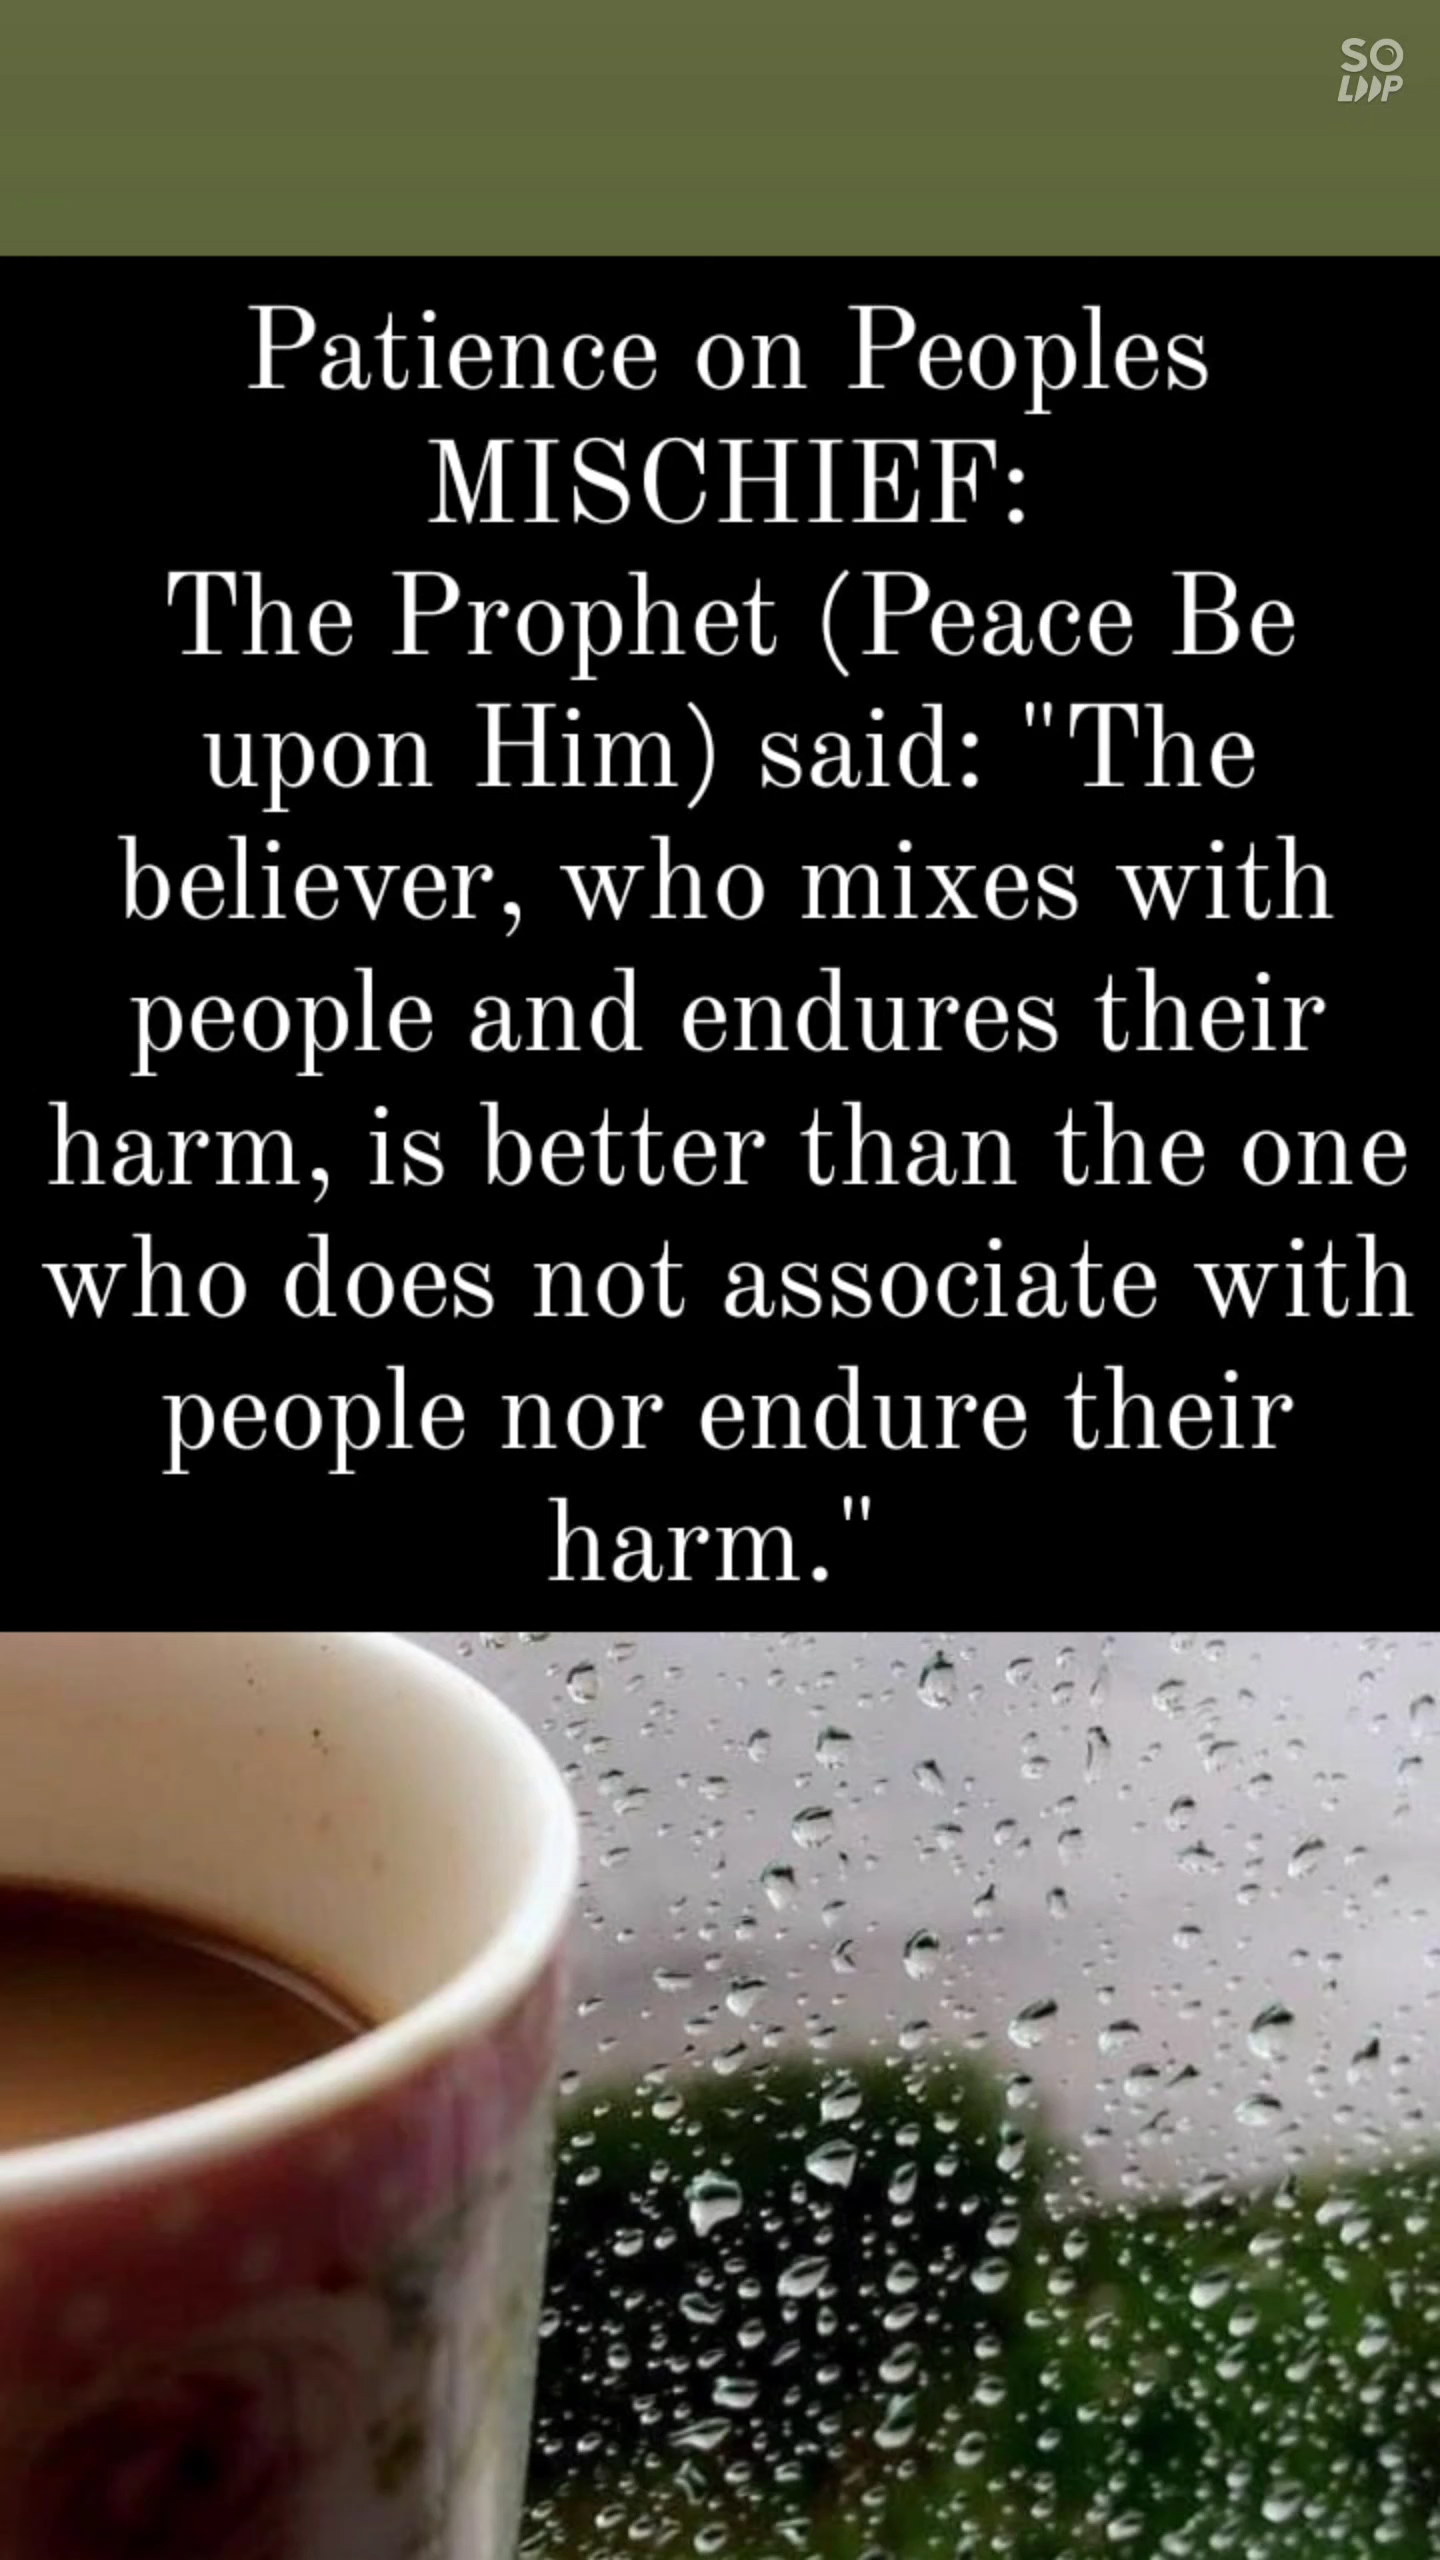 SO
LOOP
Patience on Peoples
MISCHIEF:
The Prophet (Peace Be
upon Him) said: "The
believer, who mixes with
people and endures their
harm, is better than the one
who does not associate with
people nor endure their
harm."